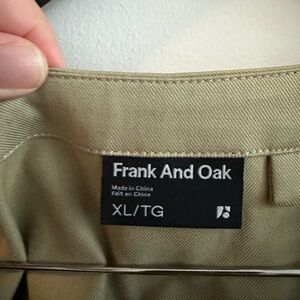 Frank And Oak
Made in China
Fait en Chine
XL/TG